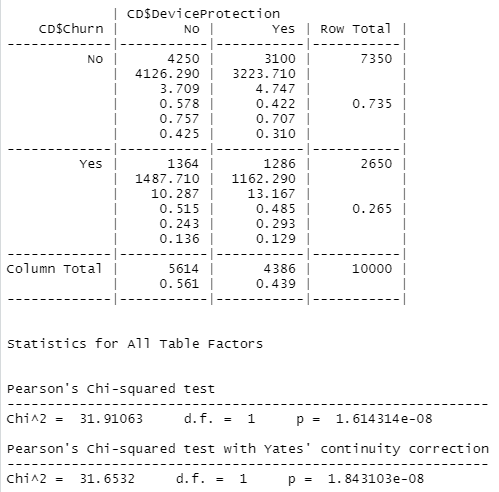 | CD$DeviceProtection
CD$Churn | No | Yes | Row Total |
-------------|-----------|-----------|-----------|
No | 4250 | 3100 | 7350 |
| 4126.290 | 3223.710 | |
| 3.709 | 4.747 | |
| 0.578 | 0.422 | 0.735 |
| 0.757 | 0.707 | |
| 0.425 | 0.310 | |
-------------|-----------|-----------|-----------|
Yes | 1364 | 1286 | 2650 |
| 1487.710 | 1162.290 | |
| 10.287 | 13.167 | |
| 0.515 | 0.485 | 0.265 |
| 0.243 | 0.293 | |
| 0.136 | 0.129 | |
-------------|-----------|-----------|-----------|
Column Total | 5614 | 4386 | 10000 |
| 0.561 | 0.439 | |
-------------|-----------|-----------|-----------|
Statistics for All Table Factors
Pearson's Chi-squared test
------------------------------------------------------------
Chi^2 = 31.91063 d.f. = 1 p = 1.614314e-08
Pearson's Chi-squared test with Yates' continuity correction
------------------------------------------------------------
Chi^2 = 31.6532 d.f. = 1 p = 1.843103e-08